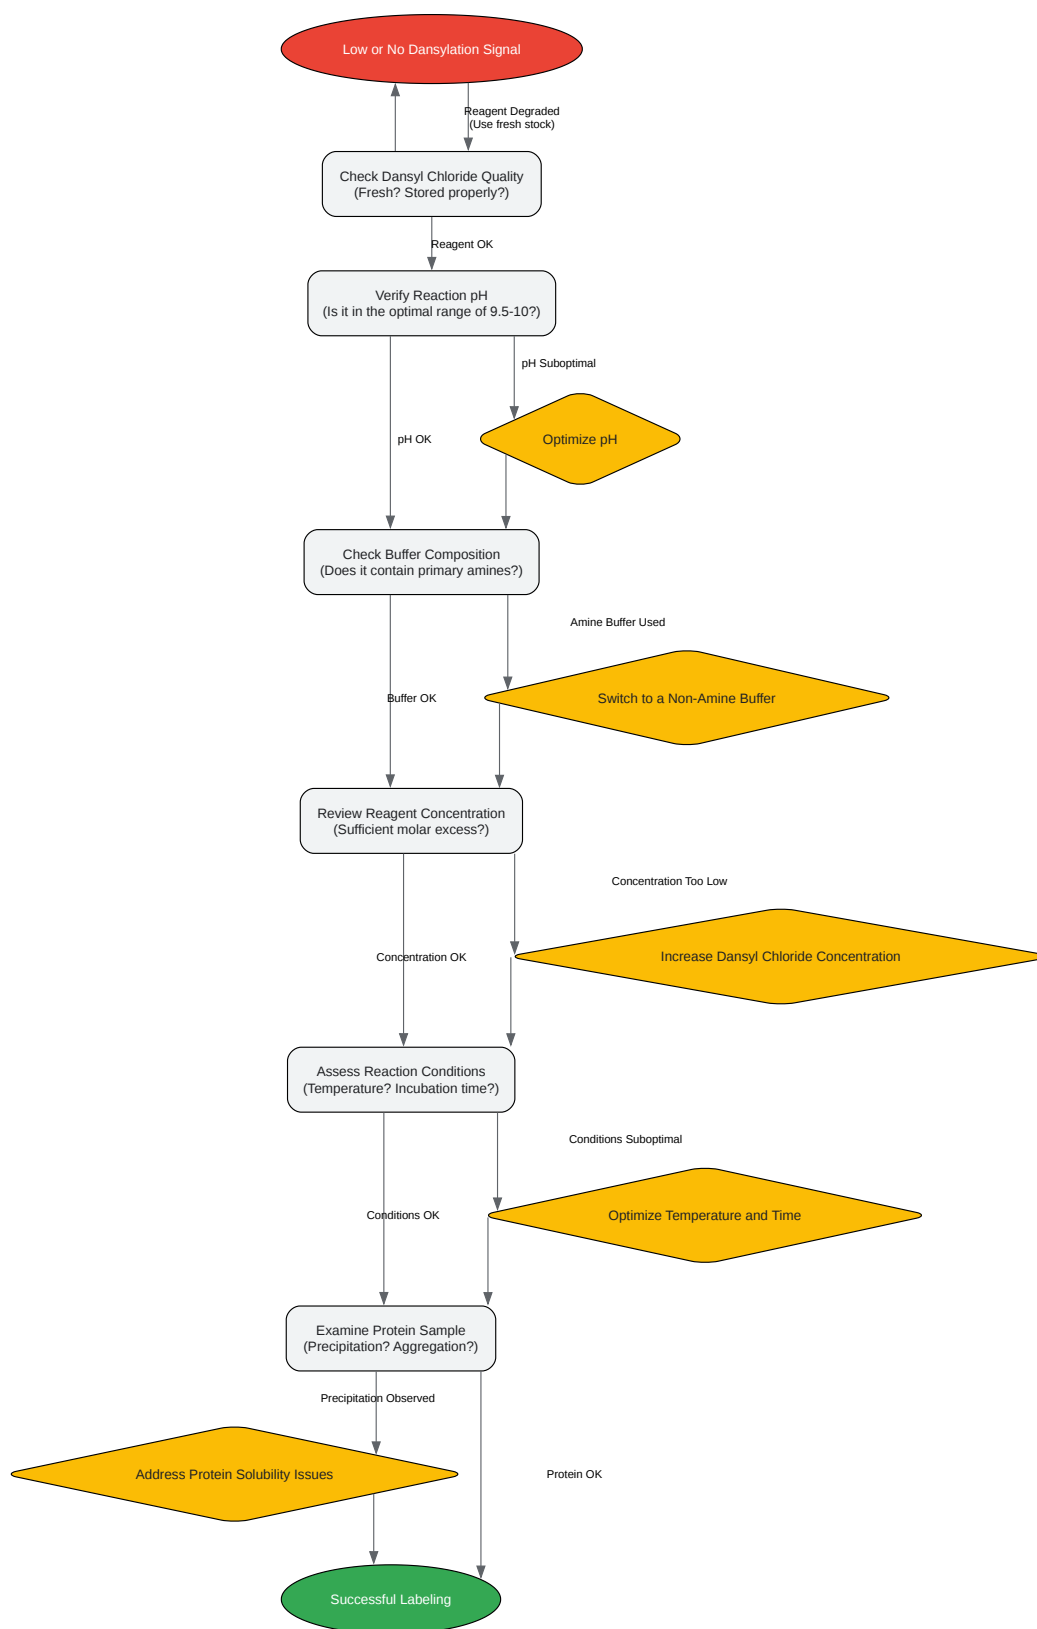 Low or No Dansylation Signal
Reagent Degraded
(Use fresh stock)
Check Dansyl Chloride Quality
(Fresh? Stored properly?)
Reagent OK
Verify Reaction pH
(Is it in the optimal range of 9.5-10?)
pH Suboptimal
pH OK
Optimize pH
Check Buffer Composition
(Does it contain primary amines?)
Amine Buffer Used
Buffer OK
Switch to a Non-Amine Buffer
Review Reagent Concentration
(Sufficient molar excess?)
Concentration Too Low
Concentration OK
Increase Dansyl Chloride Concentration
Assess Reaction Conditions
(Temperature? Incubation time?)
Conditions Suboptimal
Conditions OK
Optimize Temperature and Time
Examine Protein Sample
(Precipitation? Aggregation?)
Precipitation Observed
Address Protein Solubility Issues
Protein OK
Successful Labeling